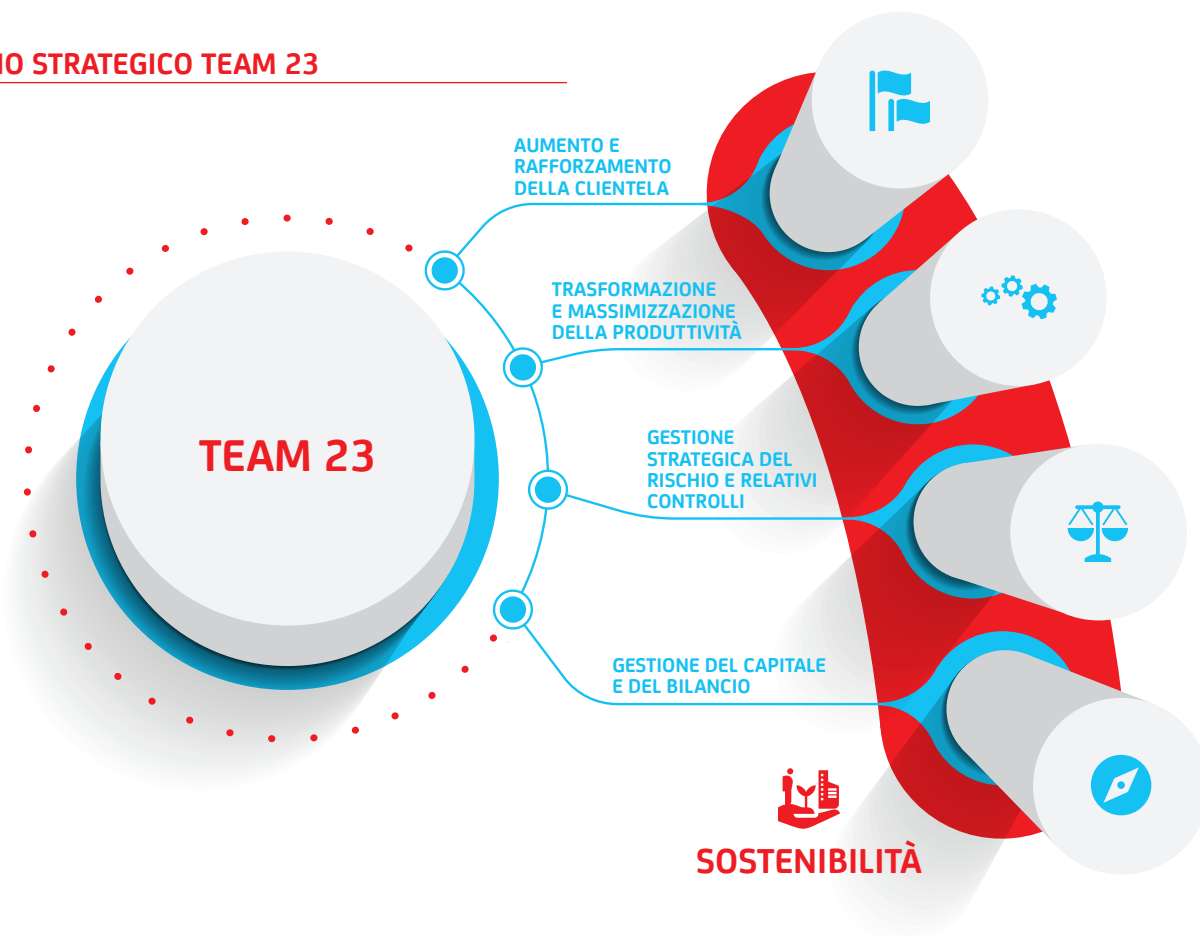 STRATEGICO TEAM 23
AUMENTO E
RAFFORZAMENTO
DELLA CLIENTELA
TRASFORMAZIONE
E MASSIMIZZAZIONE
DELLA PRODUTTIVITÀ
TEAM 23
GESTIONE
STRATEGICA DEL
RISCHIO E RELATIVI
CONTROLLI
GESTIONE DEL CAPITALE
E DEL BILANCIO
SOSTENIBILITÀ